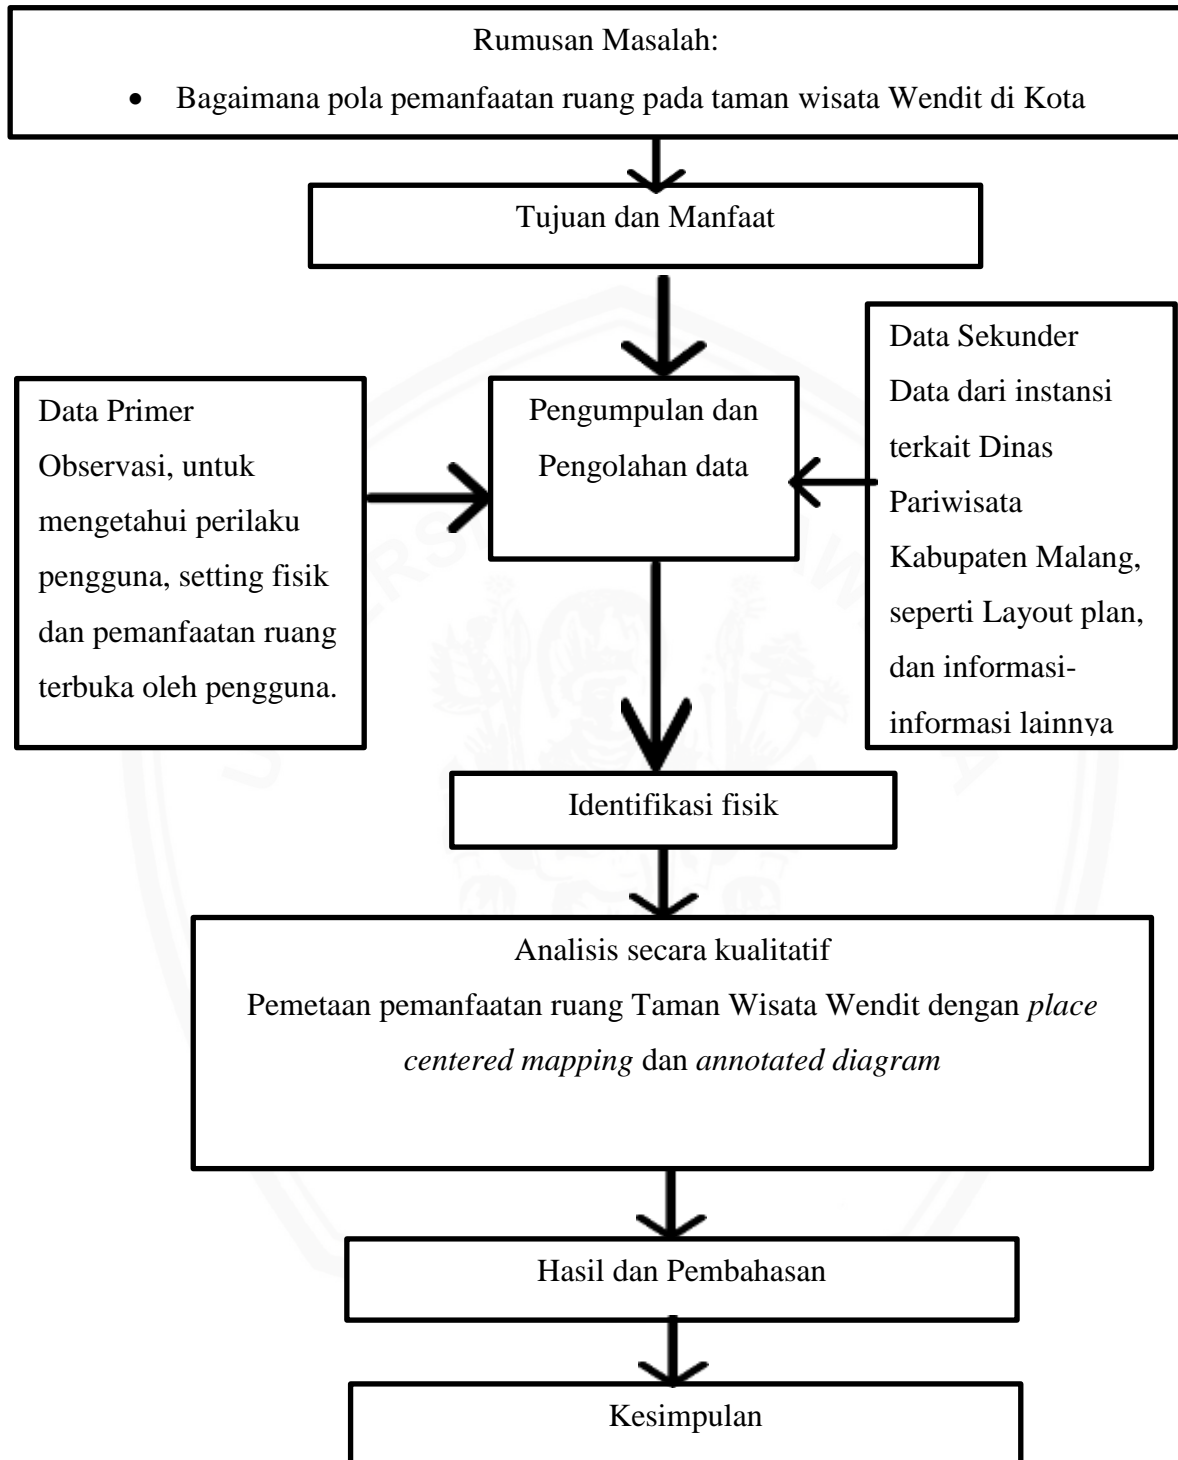 Rumusan Masalah:
• Bagaimana pola pemanfaatan ruang pada taman wisata Wendit di Kota
Tujuan dan Manfaat
Data Primer
Observasi, untuk
mengetahui perilaku
pengguna, setting fisik
dan pemanfaatan ruang
terbuka oleh pengguna.
Pengumpulan dan
Pengolahan data
Data Sekunder
Data dari instansi
terkait Dinas
Pariwisata
Kabupaten Malang,
seperti Layout plan,
dan informasi-
informasi lainnya
Identifikasi fisik
Analisis secara kualitatif
Pemetaan pemanfaatan ruang Taman Wisata Wendit dengan place
centered mapping dan annotated diagram
Hasil dan Pembahasan
Kesimpulan